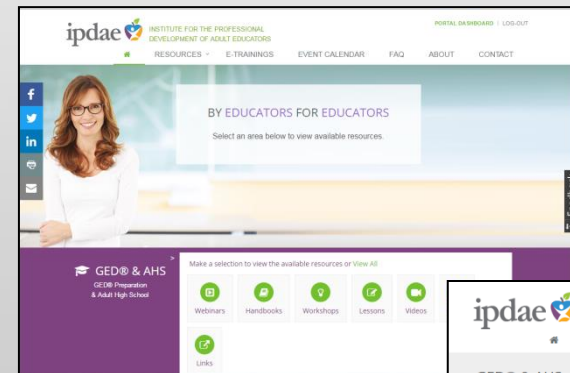 ipdae
INSTITUTE FOR THE PROFESSIONAL
DEVELOPMENT OF ADULT EDUCATORS
PORTAL DASHBOARD | LOG-OUT
RESOURCES
E-TRAININGS
EVENT CALENDAR
FAQ
ABOUT
CONTACT
f
in
BY EDUCATORS FOR EDUCATORS
Select an area below to view available resources.
GED® & AHS
GED® Preparation
& Adult High School
>
Make a selection to view the available resources or View All
Webinars
Handbooks
Workshops
Lessons
Videos
Links
ipdae